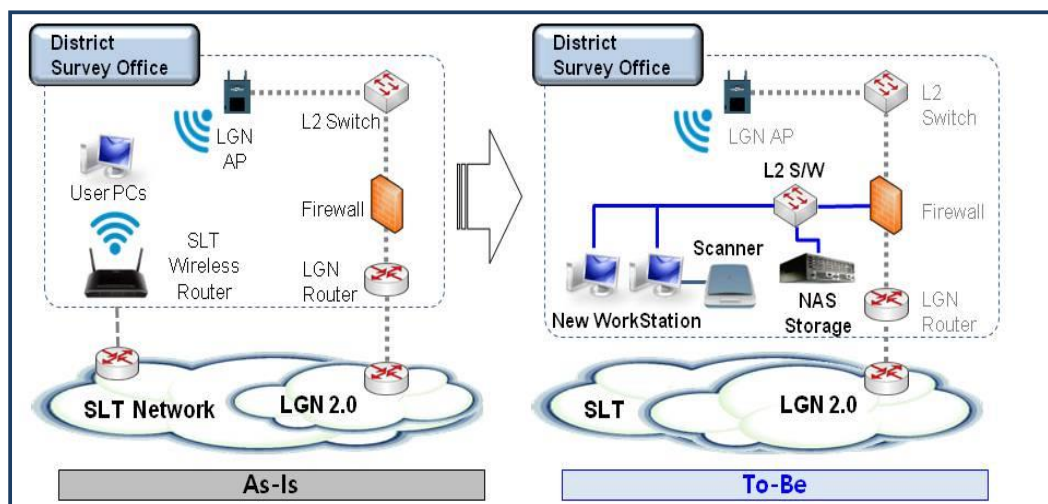 District
Survey Office
LGN
AP
L2 Switch
User PCs
Firewall
SLT
Wireless
Router
LGN
Router
SLT Network
LGN 2.0
As-Is
District
Survey Office
LGN AP
L2
Switch
L2 S/W
Firewall
Scanner
New WorkStation
NAS
Storage
LGN
Router
SLT
LGN 2.0
To-Be